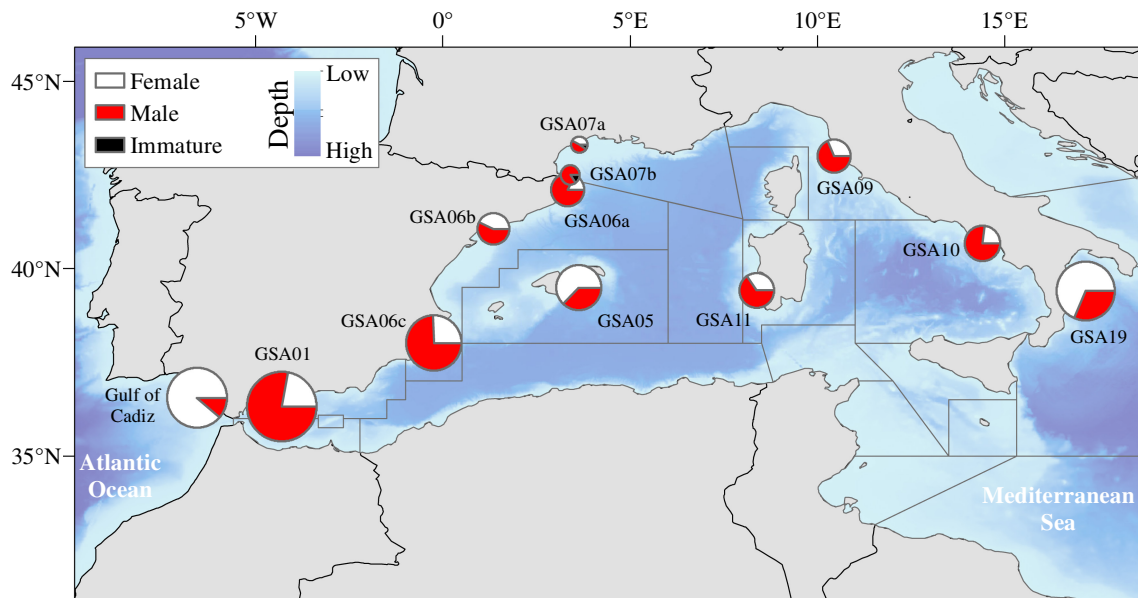 5°W
0°
5°E
10°E
15°E
45°N
40°N
35°N
Female
Male
Immature
Depth
Low
High
GSA07a
GSA07b
GSA06a
GSA06b
GSA09
GSA10
GSA05
GSA11
GSA06c
GSA19
GSA01
Gulf of
Cadiz
Atlantic
Ocean
Mediterranean
Sea